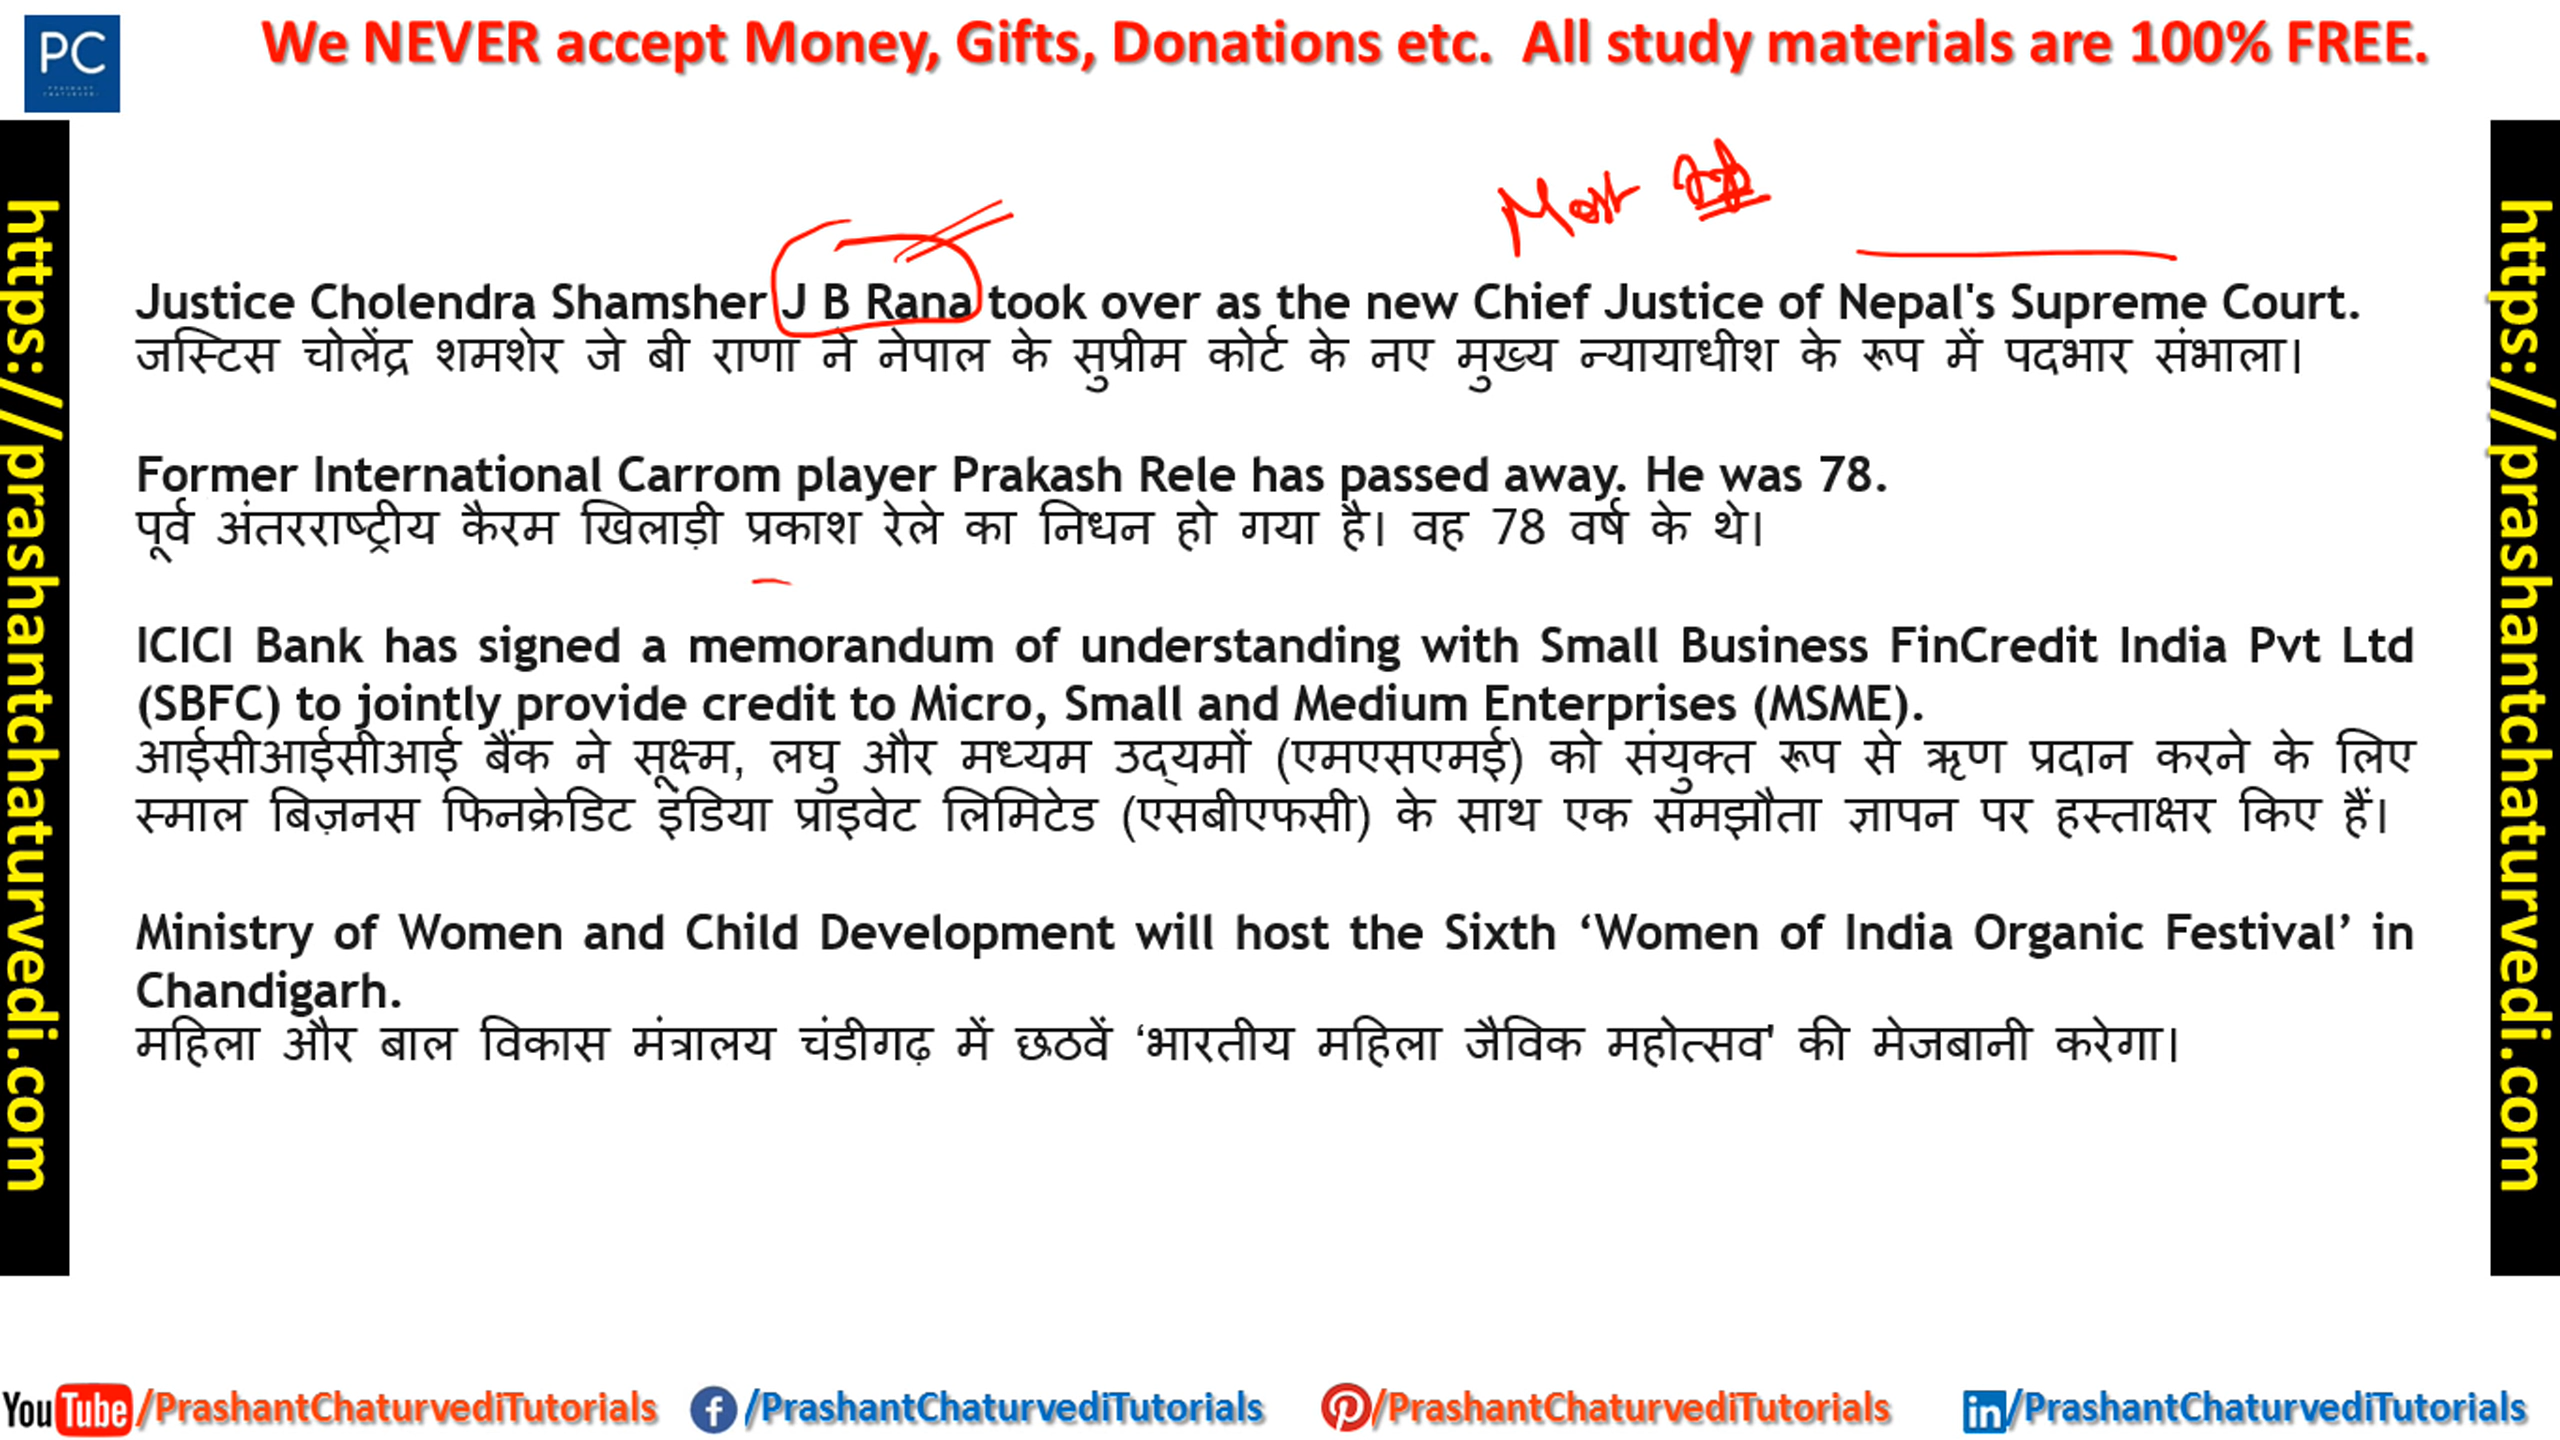 PC
PRASHANT
CHATURVEDI
We NEVER accept Money, Gifts, Donations etc. All study materials are 100% FREE.
https://prashantchaturvedi.com
Most
Justice Cholendra Shamsher J B Rana took over as the new Chief Justice of Nepal's Supreme Court.
जस्टिस चोलेंद्र शमशेर जे बी राणा ने नेपाल के सुप्रीम कोर्ट के नए मुख्य न्यायाधीश के रूप में पदभार संभाला।
Former International Carrom player Prakash Rele has passed away. He was 78.
पूर्व अंतरराष्ट्रीय कैरम खिलाड़ी प्रकाश रेले का निधन हो गया है। वह 78 वर्ष के थे।
ICICI Bank has signed a memorandum of understanding with Small Business FinCredit India Pvt Ltd
(SBFC) to jointly provide credit to Micro, Small and Medium Enterprises (MSME).
आईसीआईसीआई बैंक ने सूक्ष्म, लघु और मध्यम उद्यमों (एमएसएमई) को संयुक्त रूप से ऋण प्रदान करने के लिए
स्माल बिज़नस फिनक्रेडिट इंडिया प्राइवेट लिमिटेड (एसबीएफसी) के साथ एक समझौता ज्ञापन पर हस्ताक्षर किए हैं।
Ministry of Women and Child Development will host the Sixth ‘Women of India Organic Festival’ in
Chandigarh.
महिला और बाल विकास मंत्रालय चंडीगढ़ में छठवें ‘भारतीय महिला जैविक महोत्सव' की मेजबानी करेगा।
https://prashantchaturvedi.com
YouTube/PrashantChaturvediTutorials f/PrashantChaturvediTutorials /PrashantChaturvediTutorials in/PrashantChaturvediTutorials